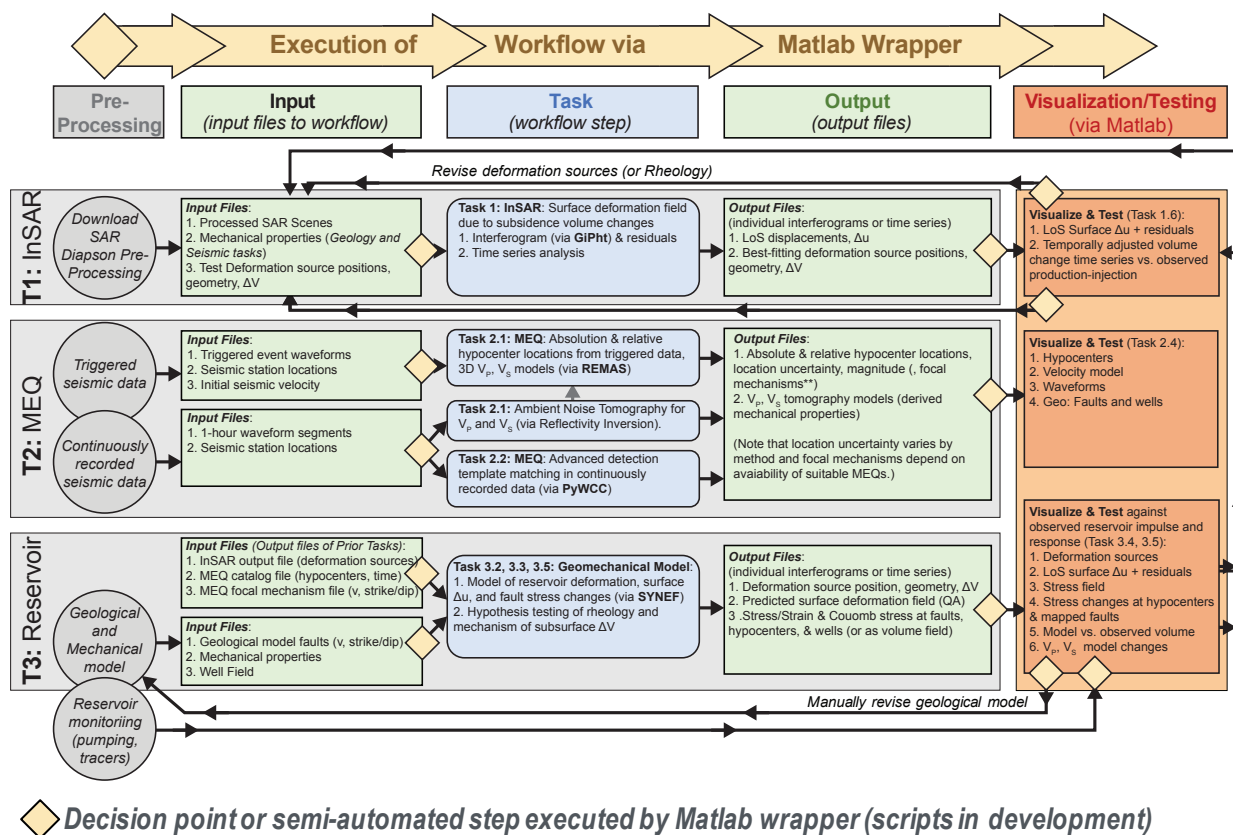 Execution of Workflow via Matlab Wrapper
Pre-
Processing
Input
(input files to workflow)
Task
(workflow step)
Output
(output files)
Visualization/Testing
(via Matlab)
Revise deformation sources (or Rheology)
T1: InSAR
Download
SAR
Diapson Pre-
Processing)
Input Files:
1. Processed SAR Scenes
2. Mechanical properties (Geology and
Seismic tasks)
3. Test Deformation source positions,
geometry, ΔV
Task 1: InSAR: Surface deformation field
due to subsidence volume changes
1. Interferogram (via GiPht) & residuals
2. Time series analysis
Output Files:
(individual interferograms or time series)
1. LoS displacements, Δu
2. Best-fitting deformation source positions,
geometry, ΔV
Visualize & Test (Task 1.6):
1. LoS Surface Δu + residuals
2. Temporally adjusted volume
change time series vs. observed
production-injection
T2: MEQ
Triggered
seismic data
Continuously
recorded
seismic data
Input Files:
1. Triggered event waveforms
2. Seismic station locations
3. Initial seismic velocity
Input Files:
1. 1-hour waveform segments
2. Seismic station locations
Task 2.1: MEQ: Absolution & relative
hypocenter locations from triggered data,
3D VP, VS models (via REMAS)
Task 2.1: Ambient Noise Tomography for
VP and VS (via Reflectivity Inversion).
Task 2.2: MEQ: Advanced detection
template matching in continuously
recorded data (via PyWCC)
Output Files:
1. Absolute & relative hypocenter locations,
location uncertainty, magnitude (, focal
mechanisms**)
2. VP, VS tomography models (derived
mechanical properties)
(Note that location uncertainty varies by
method and focal mechanisms depend on
avaiability of suitable MEQs.)
Visualize & Test (Task 2.4):
1. Hypocenters
2. Velocity model
3. Waveforms
4. Geo: Faults and wells
T3: Reservoir
Geological
and
Mechanical
model
Reservoir
monitoriing
(pumping,
tracers)
Input Files (Output files of Prior Tasks):
1. InSAR output file (deformation sources)
2. MEQ catalog file (hypocenters, time)
3. MEQ focal mechanism file (v, strike/dip)
Input Files:
1. Geological model faults (v, strike/dip)
2. Mechanical properties
3. Well Field
Task 3.2, 3.3, 3.5: Geomechanical Model:
1. Model of reservoir deformation, surface
Δu, and fault stress changes (via SYNEF)
2. Hypothesis testing of rheology and
mechanism of subsurface ΔV
Output Files:
(individual interferograms or time series)
1. Deformation source position, geometry, ΔV
2. Predicted surface deformation field (QA)
3 .Stress/Strain & Couomb stress at faults,
hypocenters, & wells (or as volume field)
Visualize & Test against
observed reservoir impulse and
response (Task 3.4, 3.5):
1. Deformation sources
2. LoS surface Δu + residuals
3. Stress field
4. Stress changes at hypocenters
& mapped faults
5. Model vs. observed volume
6. VP, VS model changes
Manually revise geological model
Decision point or semi-automated step executed by Matlab wrapper (scripts in development)